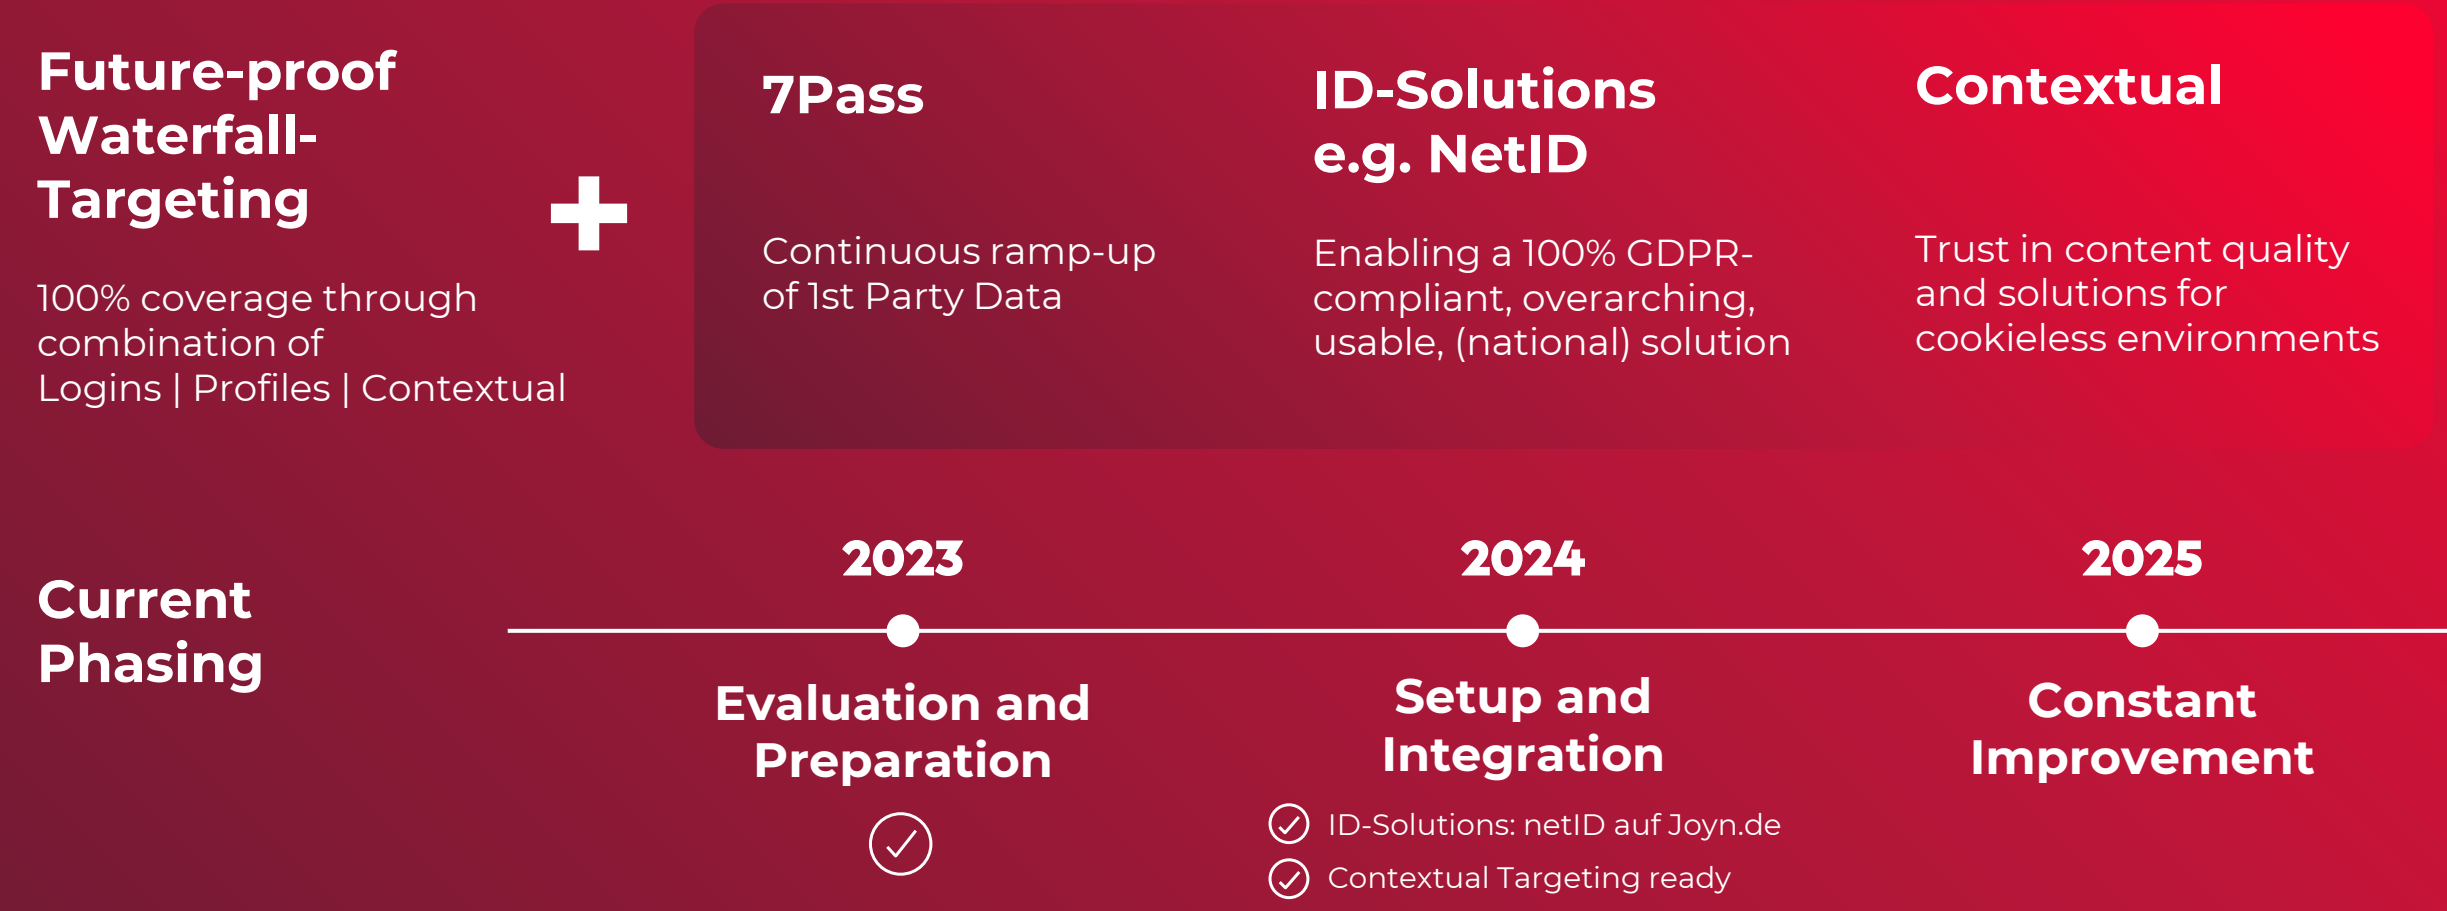 Future-proof
Waterfall-
Targeting
100% coverage through
combination of
Logins | Profiles | Contextual
7Pass
Continuous ramp-up
of 1st Party Data
ID-Solutions
e.g. NetID
Enabling a 100% GDPR-
compliant, overarching,
usable, (national) solution
Contextual
Trust in content quality
and solutions for
cookieless environments
Current
Phasing
2023
Evaluation and
Preparation
2024
Setup and
Integration
ID-Solutions: netID auf Joyn.de
Contextual Targeting ready
2025
Constant
Improvement